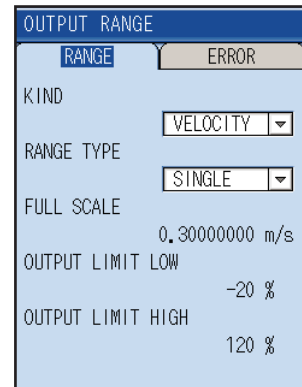 OUTPUT RANGE
RANGE ERROR
KIND
VELOCITY
RANGE TYPE
SINGLE
FULL SCALE
0.30000000 m/s
OUTPUT LIMIT LOW
-20 %
OUTPUT LIMIT HIGH
120 %